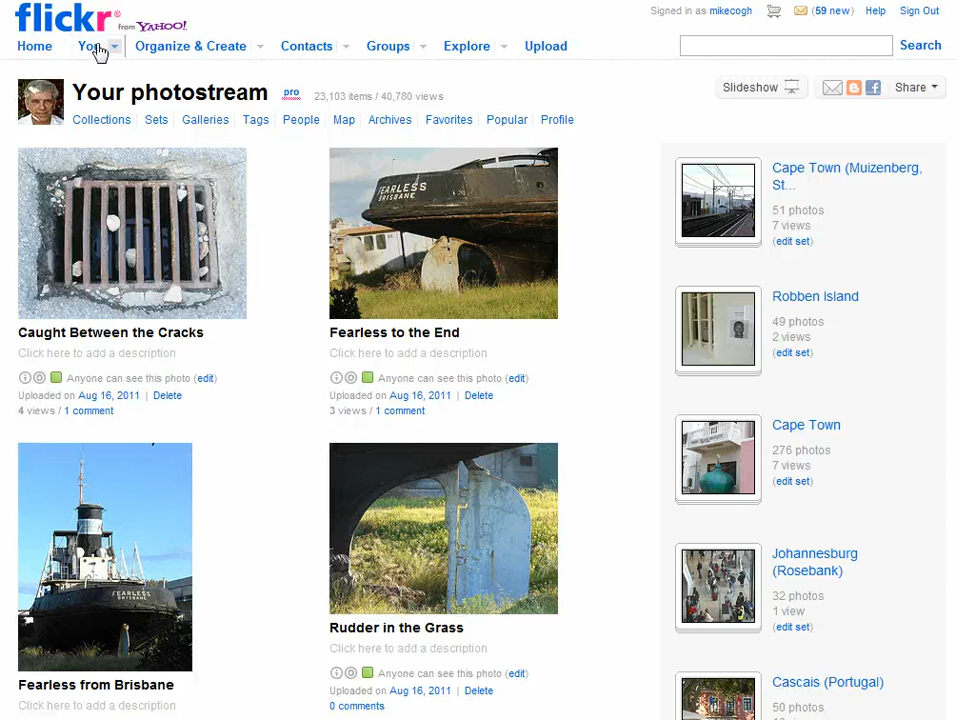 flickr® from YAHOO!
Signed in as mikecogh (59 new) Help Sign Out
Home You Organize & Create Contacts Groups Explore Upload Search
Your photostream pro 23,103 items / 40,780 views
Slideshow Share
Collections Sets Galleries Tags People Map Archives Favorites Popular Profile
FEARLESS
BRISBANE
Caught Between the Cracks
Click here to add a description
Anyone can see this photo (edit)
Uploaded on Aug 16, 2011 | Delete
4 views / 1 comment
Fearless to the End
Click here to add a description
Anyone can see this photo (edit)
Uploaded on Aug 16, 2011 | Delete
3 views / 1 comment
FEARLESS
BRISBANE
Fearless from Brisbane
Click here to add a description
Rudder in the Grass
Click here to add a description
Anyone can see this photo (edit)
Uploaded on Aug 16, 2011 | Delete
0 comments
Cape Town (Muizenberg,
St...
51 photos
7 views
(edit set)
Robben Island
49 photos
2 views
(edit set)
Cape Town
276 photos
7 views
(edit set)
Johannesburg
(Rosebank)
32 photos
1 view
(edit set)
Cascais (Portugal)
50 photos